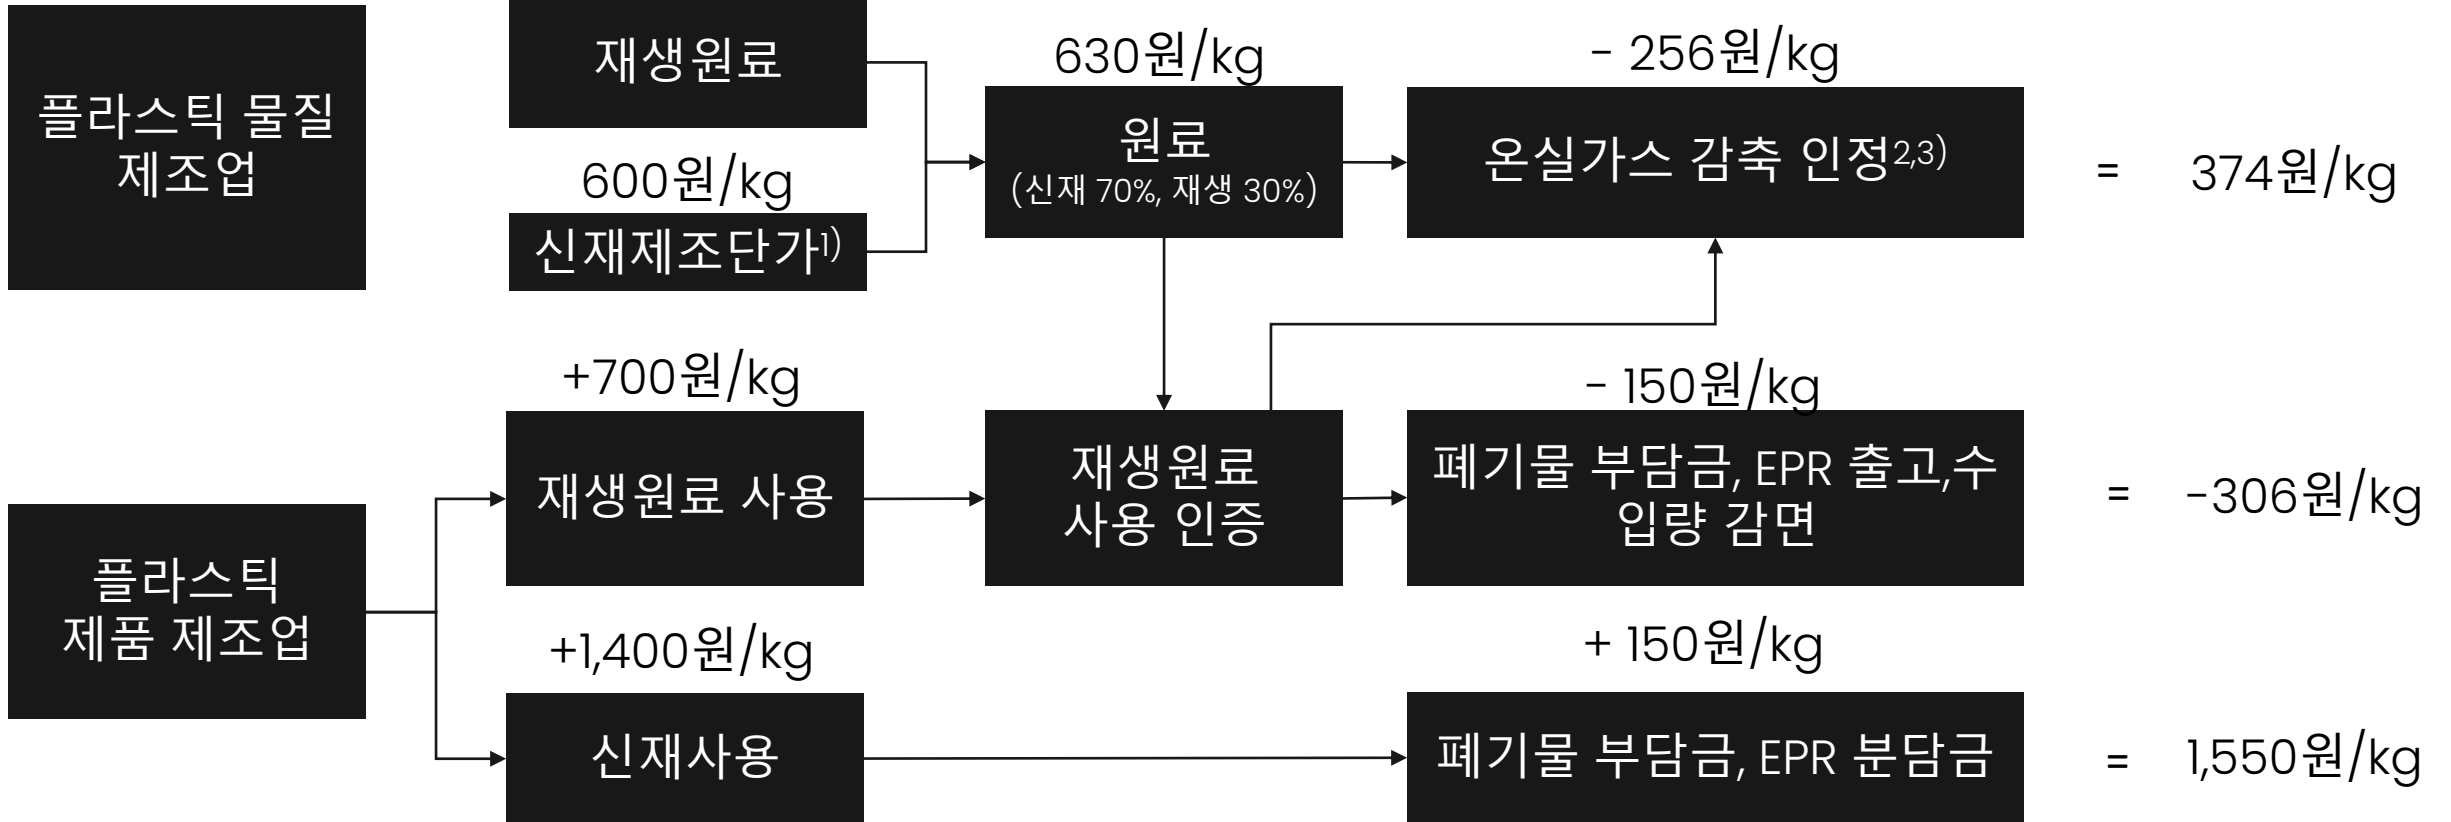 플라스틱 물질
제조업
재생원료
600원/kg
신재제조단가1)
630원/kg
원료
(신재 70%, 재생 30%)
- 256원/kg
온실가스 감축 인정2,3)
= 374원/kg
플라스틱
제품 제조업
+700원/kg
재생원료 사용
재생원료
사용 인증
- 150원/kg
폐기물 부담금, EPR 출고,수
입량 감면
= -306원/kg
+1,400원/kg
신재사용
+ 150원/kg
폐기물 부담금, EPR 분담금
= 1,550원/kg